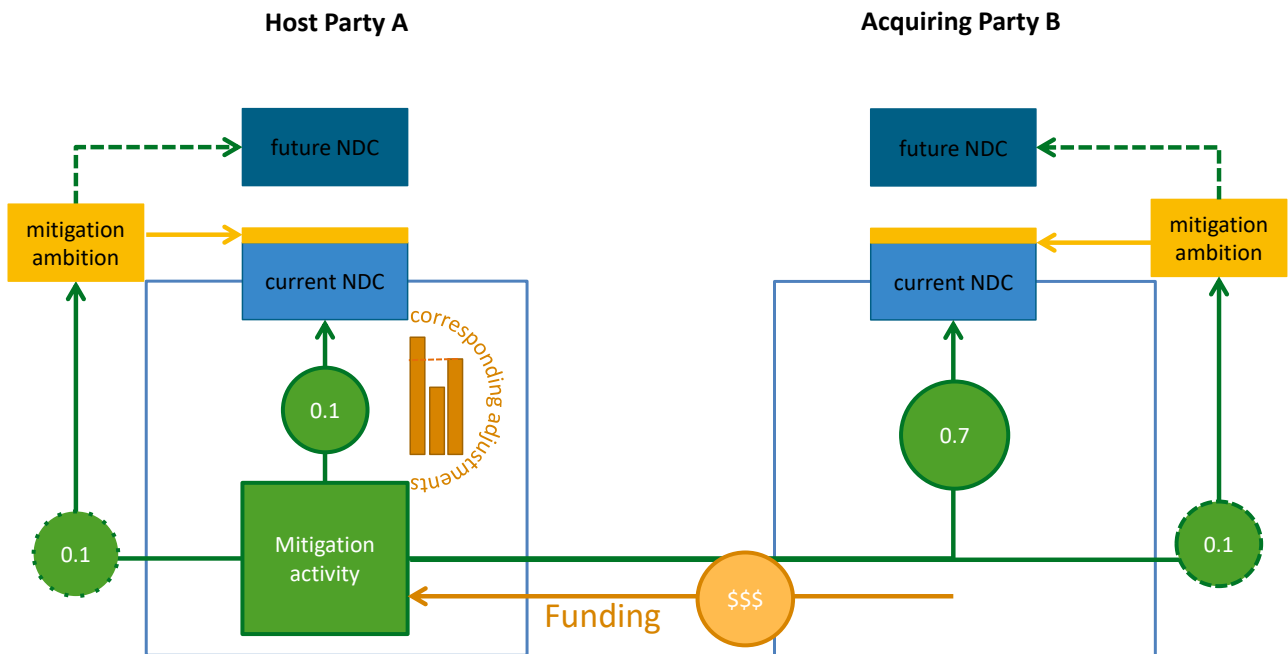 Host Party A
Acquiring Party B
future NDC
future NDC
mitigation
ambition
mitigation
ambition
current NDC
current NDC
corresponding adjustments
0.1
0.7
0.1
Mitigation
activity
0.1
$$$
Funding